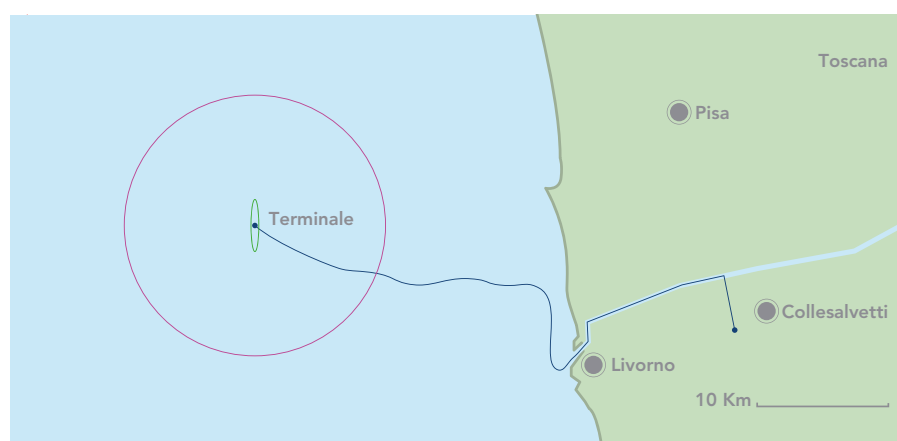 Toscana
Pisa
Terminale
Collesalvetti
Livorno
10 Km